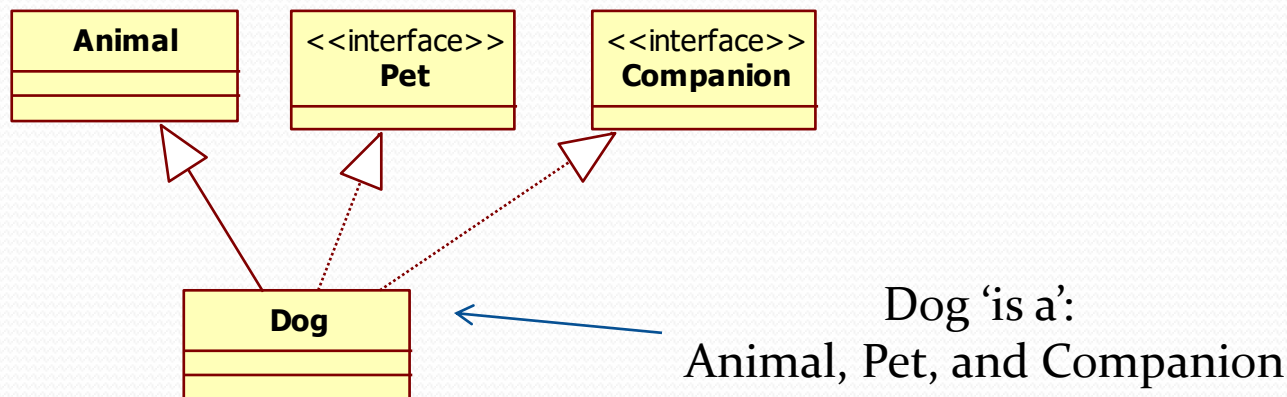 Animal
<<interface>>
Pet
<<interface>>
Companion
Dog
Dog ‘is a’:
Animal, Pet, and Companion